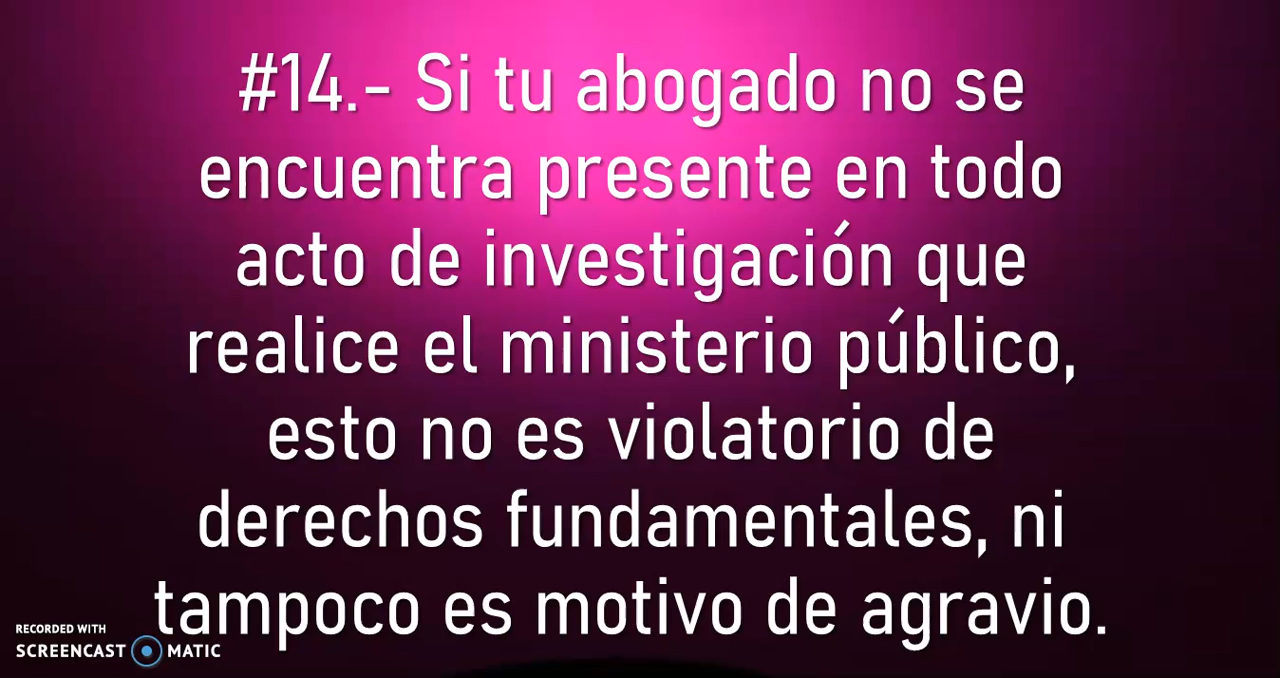 #14.- Si tu abogado no se
encuentra presente en todo
acto de investigación que
realice el ministerio público,
esto no es violatorio de
derechos fundamentales, ni
tampoco es motivo de agravio.
RECORDED WITH
SCREENCAST MATIC